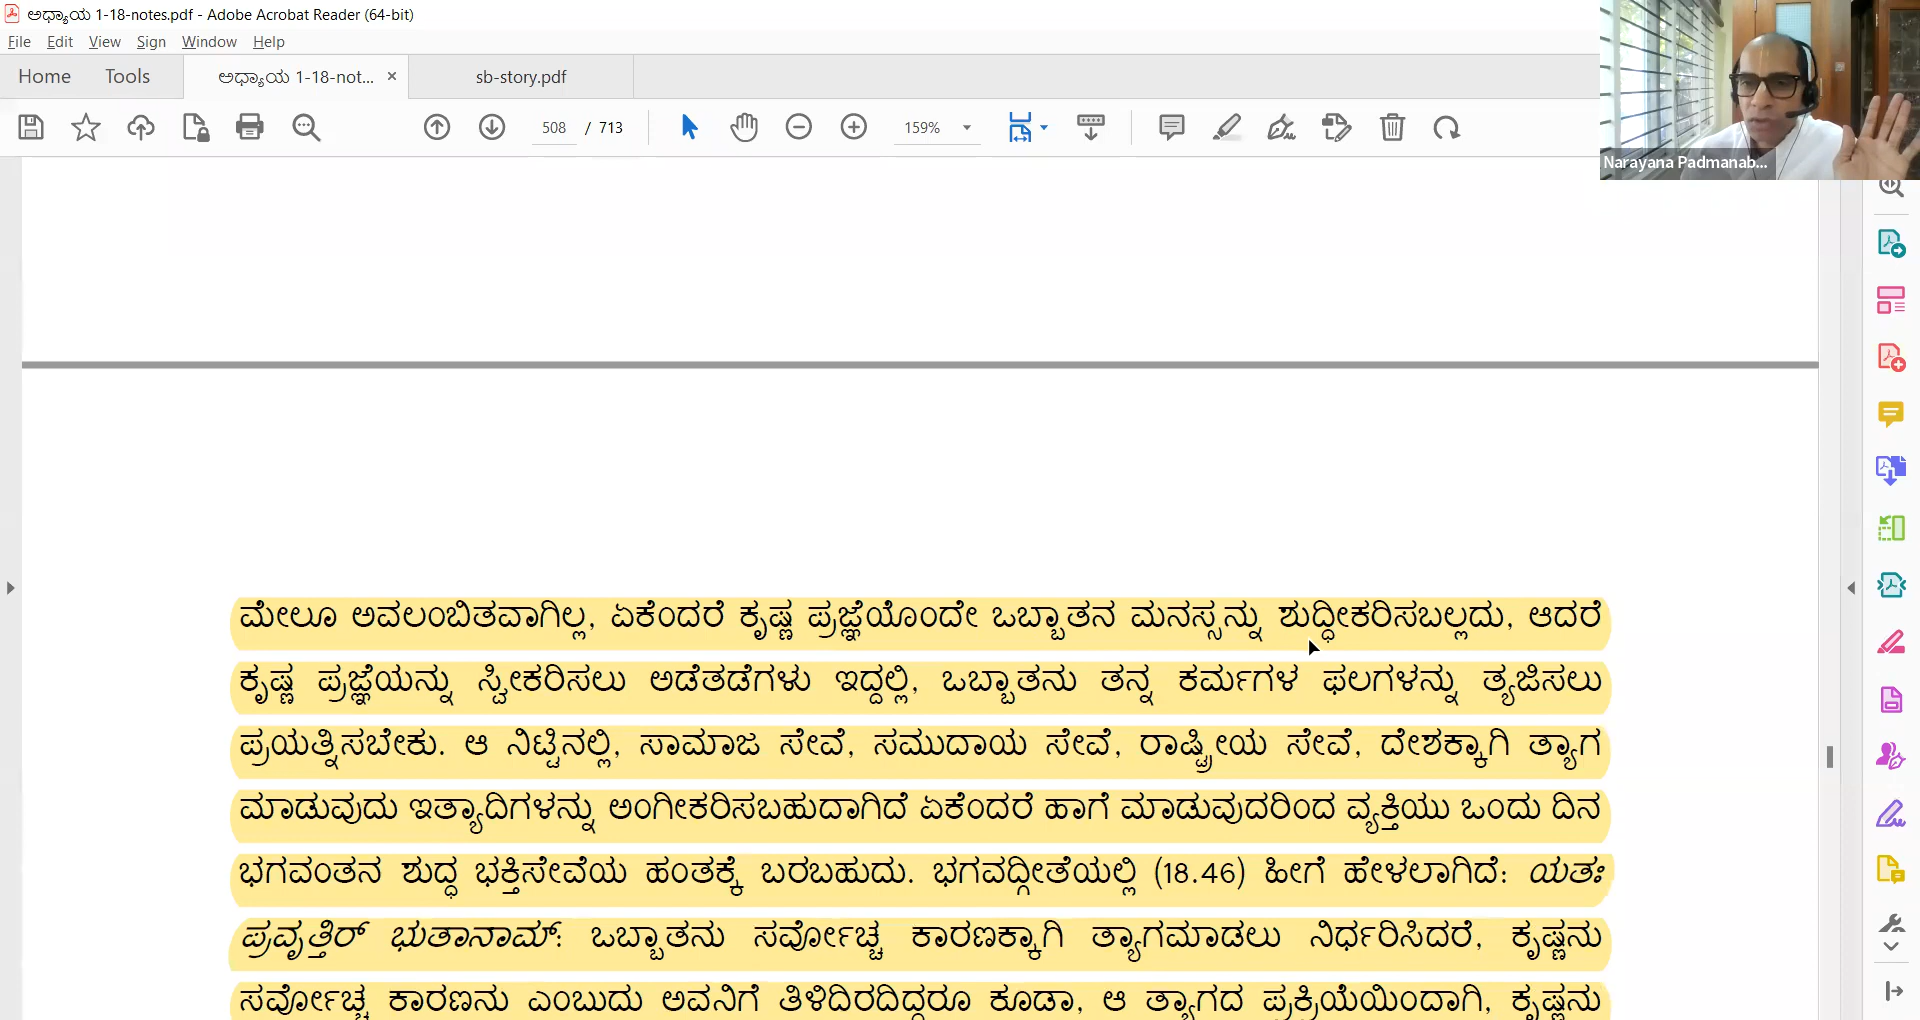 ಅಧ್ಯಾಯ 1-18-notes.pdf - Adobe Acrobat Reader (64-bit)
File Edit View Sign Window Help
Home Tools ಅಧ್ಯಾಯ 1-18-not... × sb-story.pdf
508 / 713 159%
Narayana Padmanab...
ಮೇಲೂ ಅವಲಂಬಿತವಾಗಿಲ್ಲ, ಏಕೆಂದರೆ ಕೃಷ್ಣ ಪ್ರಜ್ಞೆಯೊಂದೇ ಒಬ್ಬಾತನ ಮನಸ್ಸನ್ನು ಶುದ್ಧೀಕರಿಸಬಲ್ಲದು, ಆದರೆ
ಕೃಷ್ಣ ಪ್ರಜ್ಞೆಯನ್ನು ಸ್ವೀಕರಿಸಲು ಅಡೆತಡೆಗಳು ಇದ್ದಲ್ಲಿ, ಒಬ್ಬಾತನು ತನ್ನ ಕರ್ಮಗಳ ಫಲಗಳನ್ನು ತ್ಯಜಿಸಲು
ಪ್ರಯತ್ನಿಸಬೇಕು. ಆ ನಿಟ್ಟಿನಲ್ಲಿ, ಸಾಮಾಜ ಸೇವೆ, ಸಮುದಾಯ ಸೇವೆ, ರಾಷ್ಟ್ರೀಯ ಸೇವೆ, ದೇಶಕ್ಕಾಗಿ ತ್ಯಾಗ
ಮಾಡುವುದು ಇತ್ಯಾದಿಗಳನ್ನು ಅಂಗೀಕರಿಸಬಹುದಾಗಿದೆ ಏಕೆಂದರೆ ಹಾಗೆ ಮಾಡುವುದರಿಂದ ವ್ಯಕ್ತಿಯು ಒಂದು ದಿನ
ಭಗವಂತನ ಶುದ್ಧ ಭಕ್ತಿಸೇವೆಯ ಹಂತಕ್ಕೆ ಬರಬಹುದು. ಭಗವದ್ಗೀತೆಯಲ್ಲಿ (18.46) ಹೀಗೆ ಹೇಳಲಾಗಿದೆ: ಯತಃ
ಪ್ರವೃತ್ತಿರ್ ಭುತಾನಾಮ್: ಒಬ್ಬಾತನು ಸರ್ವೋಚ್ಚ ಕಾರಣಕ್ಕಾಗಿ ತ್ಯಾಗಮಾಡಲು ನಿರ್ಧರಿಸಿದರೆ, ಕೃಷ್ಣನು
ಸರ್ವೋಚ್ಚ ಕಾರಣನು ಎಂಬುದು ಅವನಿಗೆ ತಿಳಿದಿರದಿದ್ದರೂ ಕೂಡಾ, ಆ ತ್ಯಾಗದ ಪ್ರಕ್ರಿಯೆಯಿಂದಾಗಿ, ಕೃಷ್ಣನು